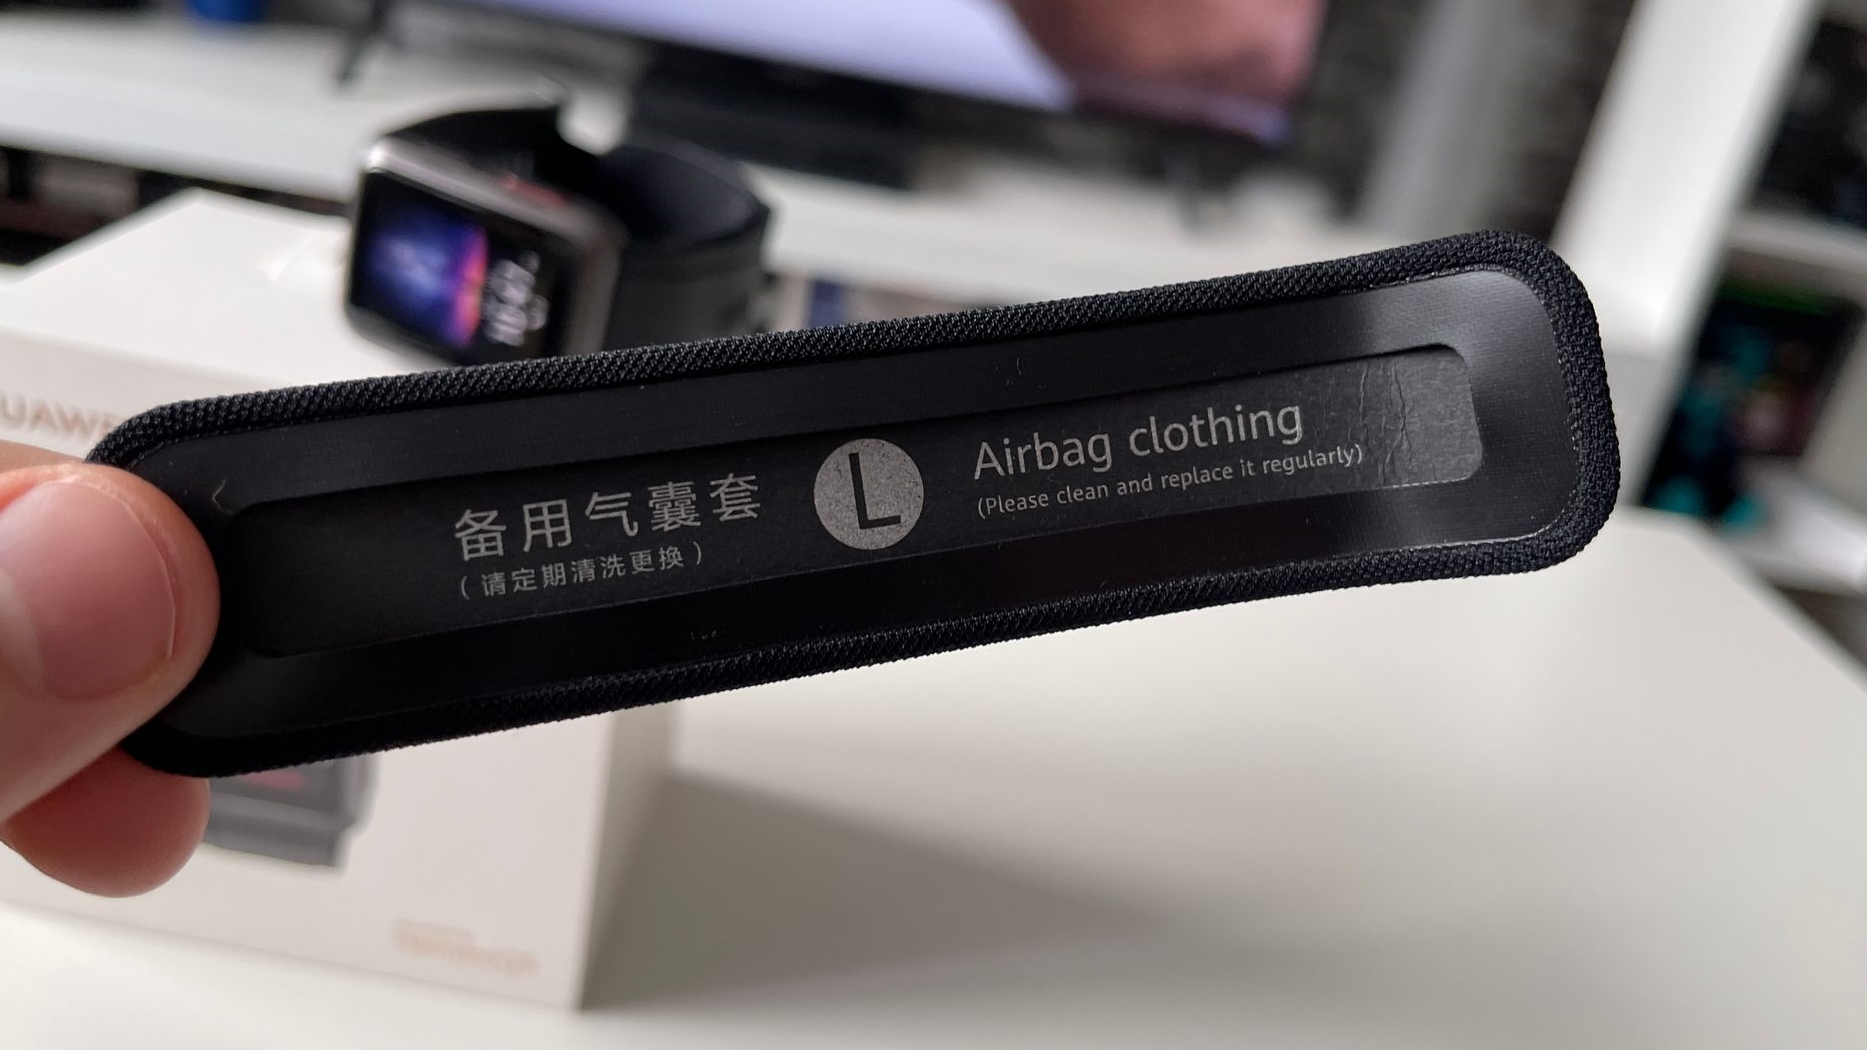 备用气囊套
（请定期清洗更换）
L
Airbag clothing
(Please clean and replace it regularly)